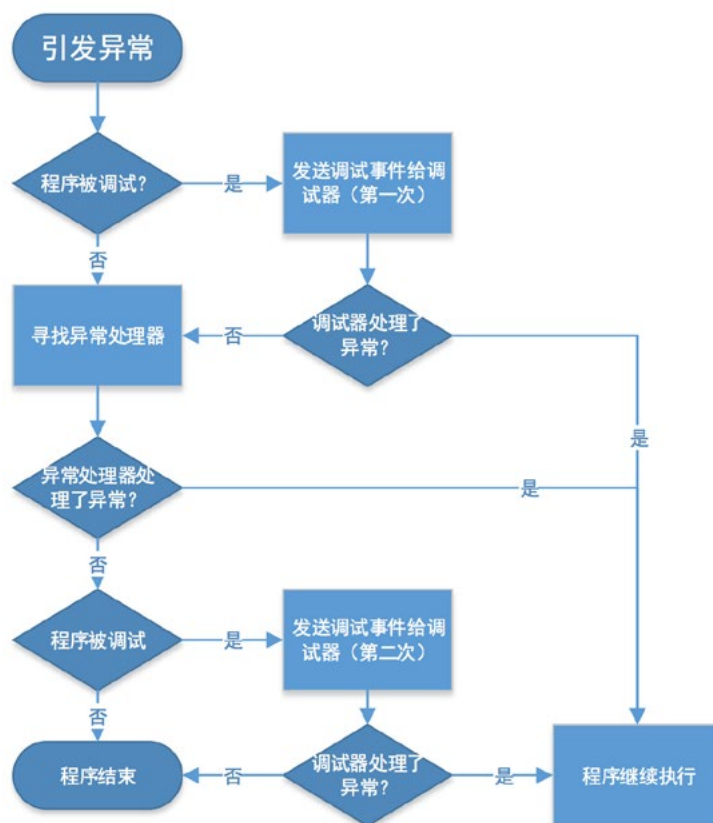 引发异常
程序被调试?
是
发送调试事件给调
试器（第一次）
否
寻找异常处理器
否
调试器处理了
异常?
是
异常处理器处
理了异常?
是
否
程序被调试
是
发送调试事件给调
试器（第二次）
否
程序结束
否
调试器处理了
异常?
是
程序继续执行